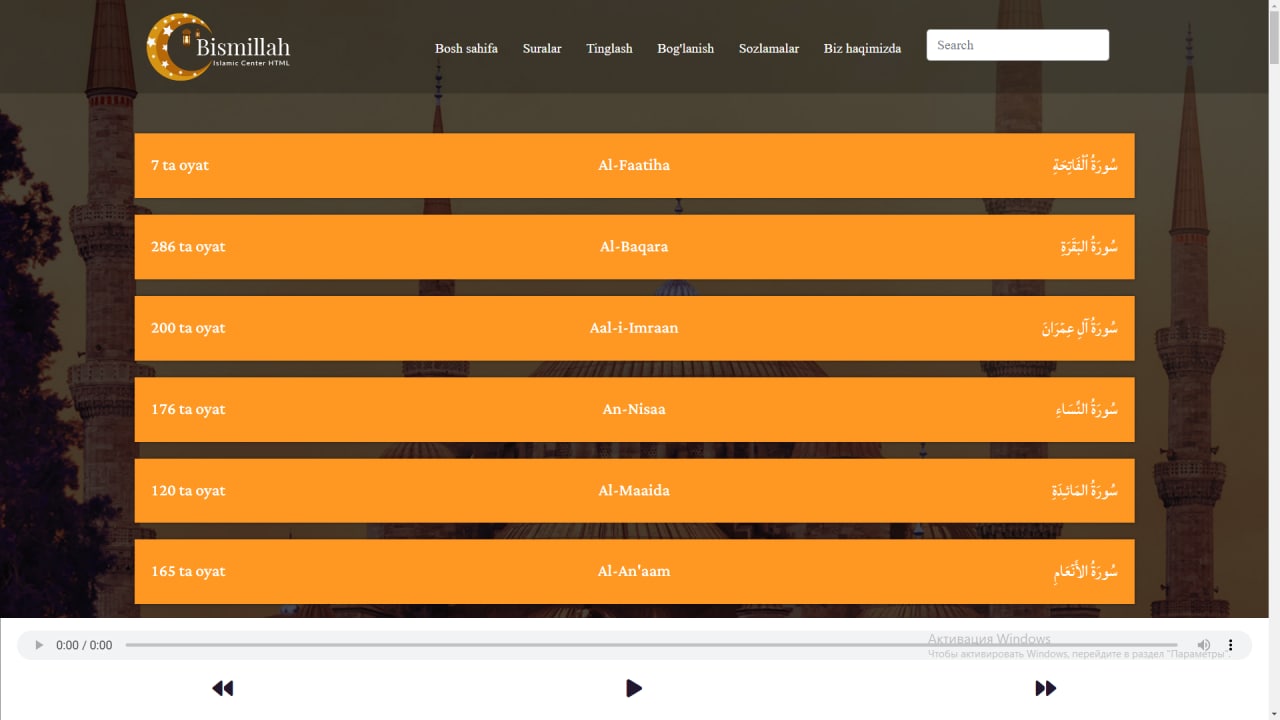 Bismillah
Islamic Center HTML
Bosh sahifa Suralar Tinglash Bog'lanish Sozlamalar Biz haqimizda Search
7 ta oyat Al-Faatiha سُورَةُ ٱلْفَاتِحَةِ
286 ta oyat Al-Baqara سُورَةُ البَقَرَةِ
200 ta oyat Aal-i-Imraan سُورَةُ آلِ عِمۡرَانَ
176 ta oyat An-Nisaa سُورَةُ النِّسَاءِ
120 ta oyat Al-Maaida سُورَةُ المَائـِدَةِ
165 ta oyat Al-An'aam سُورَةُ الأَنۡعَامِ
0:00 / 0:00
Активация Windows
Чтобы активировать Windows, перейдите в раздел "Параметры".